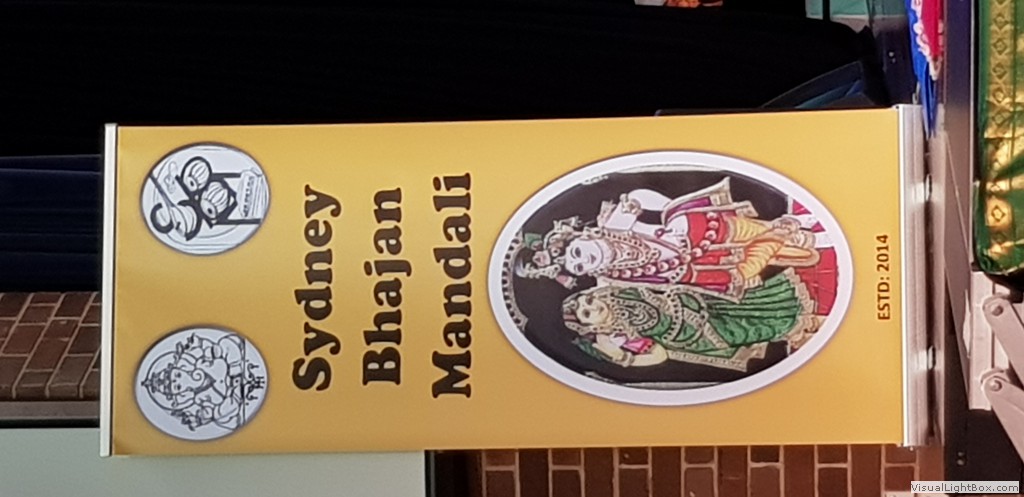 Sydney
Bhajan
Mandali
ESTD: 2014
VisualLightBox.com